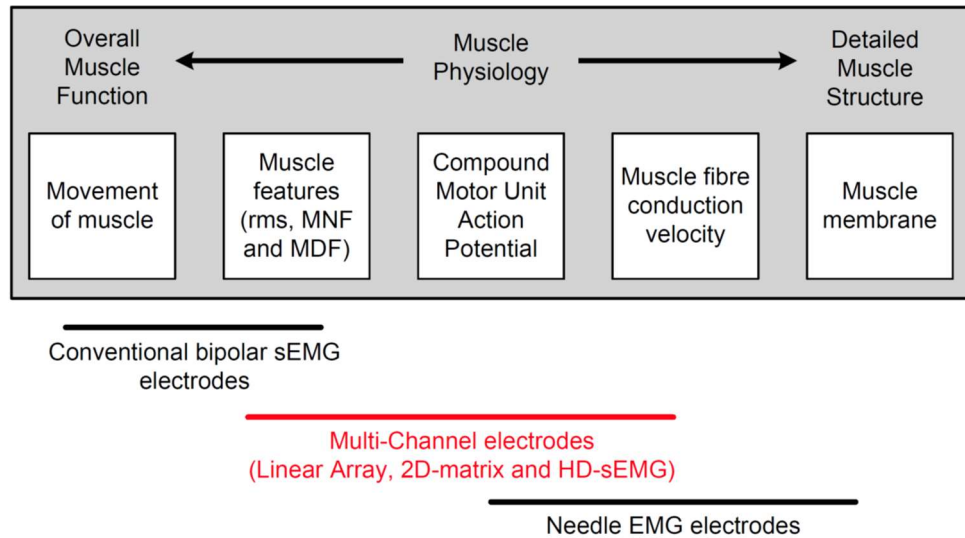 Overall
Muscle
Function
Muscle
Physiology
Detailed
Muscle
Structure
Movement
of muscle
Muscle
features
(rms, MNF
and MDF)
Compound
Motor Unit
Action
Potential
Muscle fibre
conduction
velocity
Muscle
membrane
Conventional bipolar sEMG
electrodes
Multi-Channel electrodes
(Linear Array, 2D-matrix and HD-sEMG)
Needle EMG electrodes